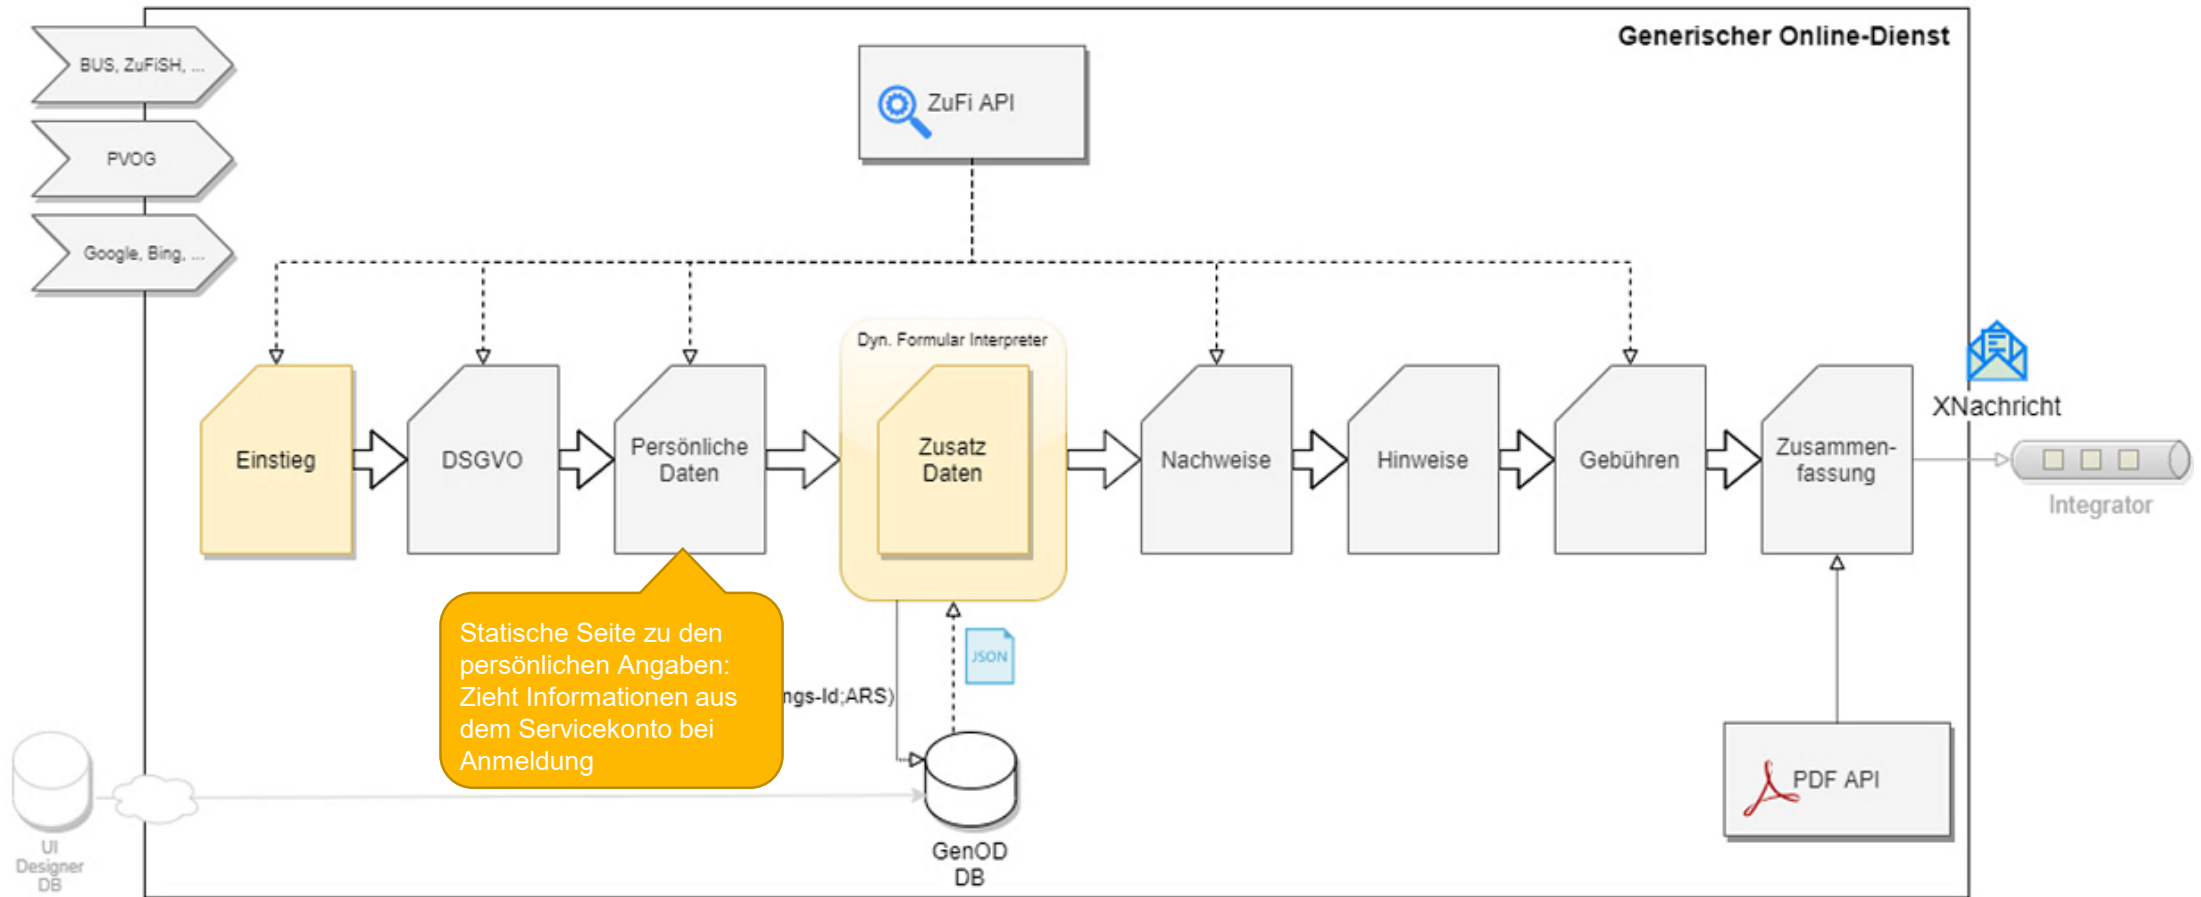 Generischer Online-Dienst
BUS, ZuFiSH, ...
PVOG
Google, Bing, ...
ZuFi API
Dyn. Formular Interpreter
Einstieg
DSGVO
Persönliche
Daten
Zusatz
Daten
Nachweise
Hinweise
Gebühren
Zusammen-
fassung
XNachricht
Integrator
Statische Seite zu den
persönlichen Angaben:
Zieht Informationen aus
dem Servicekonto bei
Anmeldung
ngs-Id;ARS)
JSON
PDF API
UI
Designer
DB
GenOD
DB